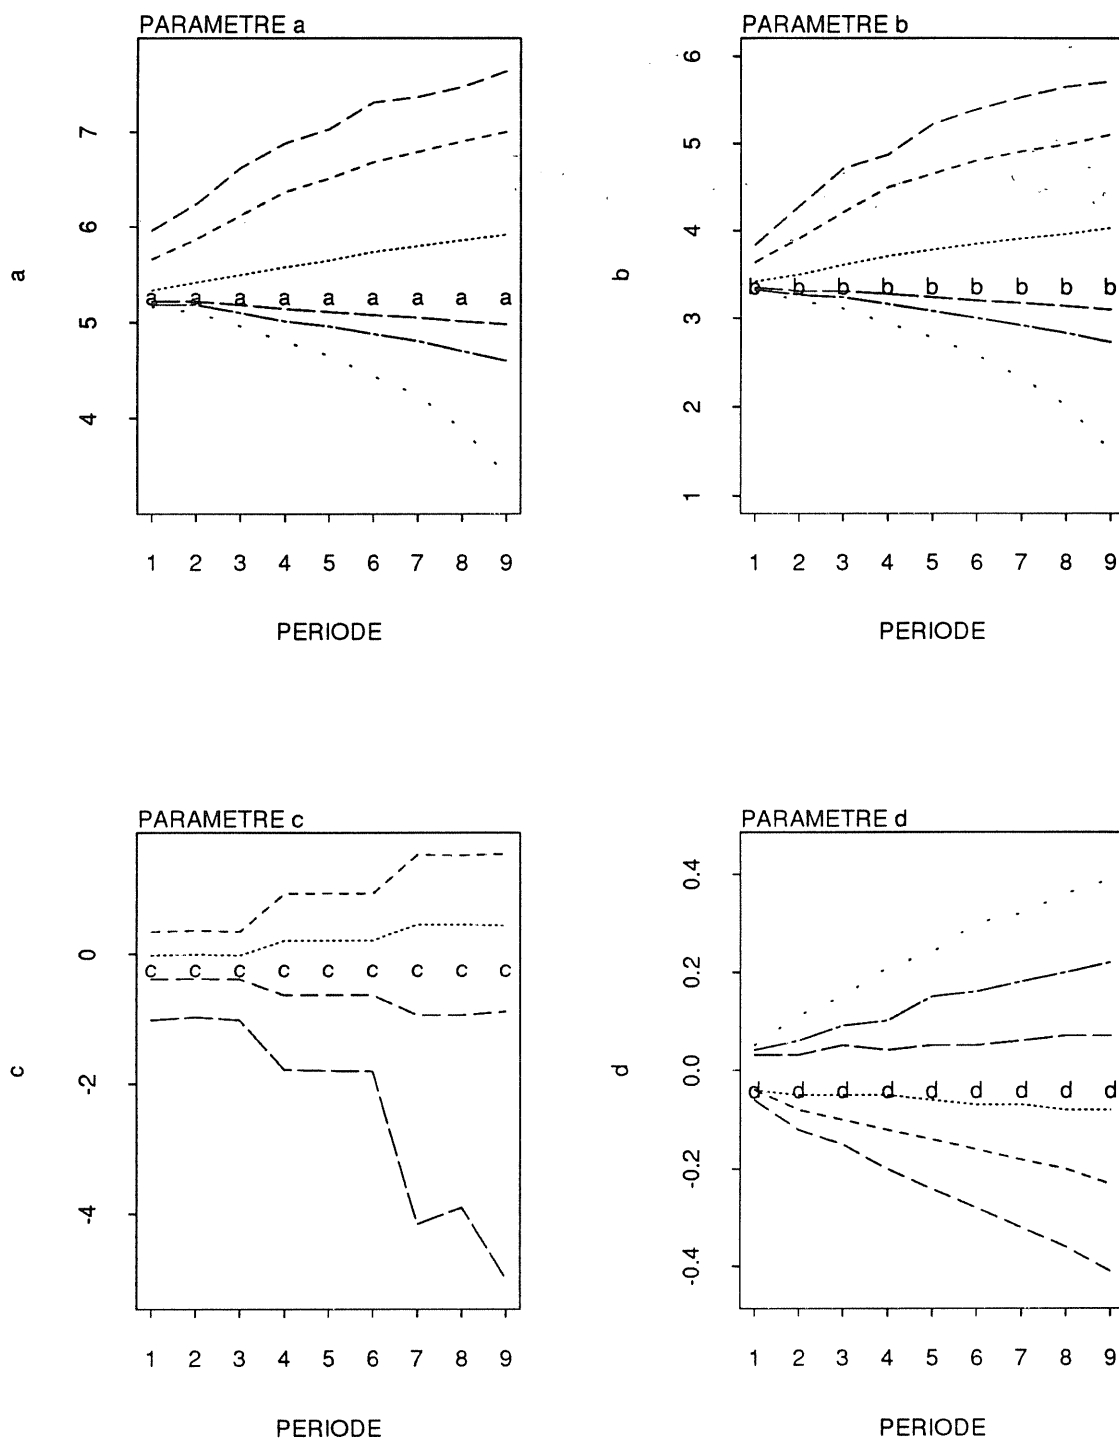 PARAMETRE a
7
6
5
4
a
a a a a a a a a a
1 2 3 4 5 6 7 8 9
PERIODE
PARAMETRE b
6
5
4
3
2
1
b
b b b b b b b b b
1 2 3 4 5 6 7 8 9
PERIODE
PARAMETRE c
0
-2
-4
c
c c c c c c c c c
1 2 3 4 5 6 7 8 9
PERIODE
PARAMETRE d
0.4
0.2
0.0
-0.2
-0.4
d
d d d d d d d d d
1 2 3 4 5 6 7 8 9
PERIODE